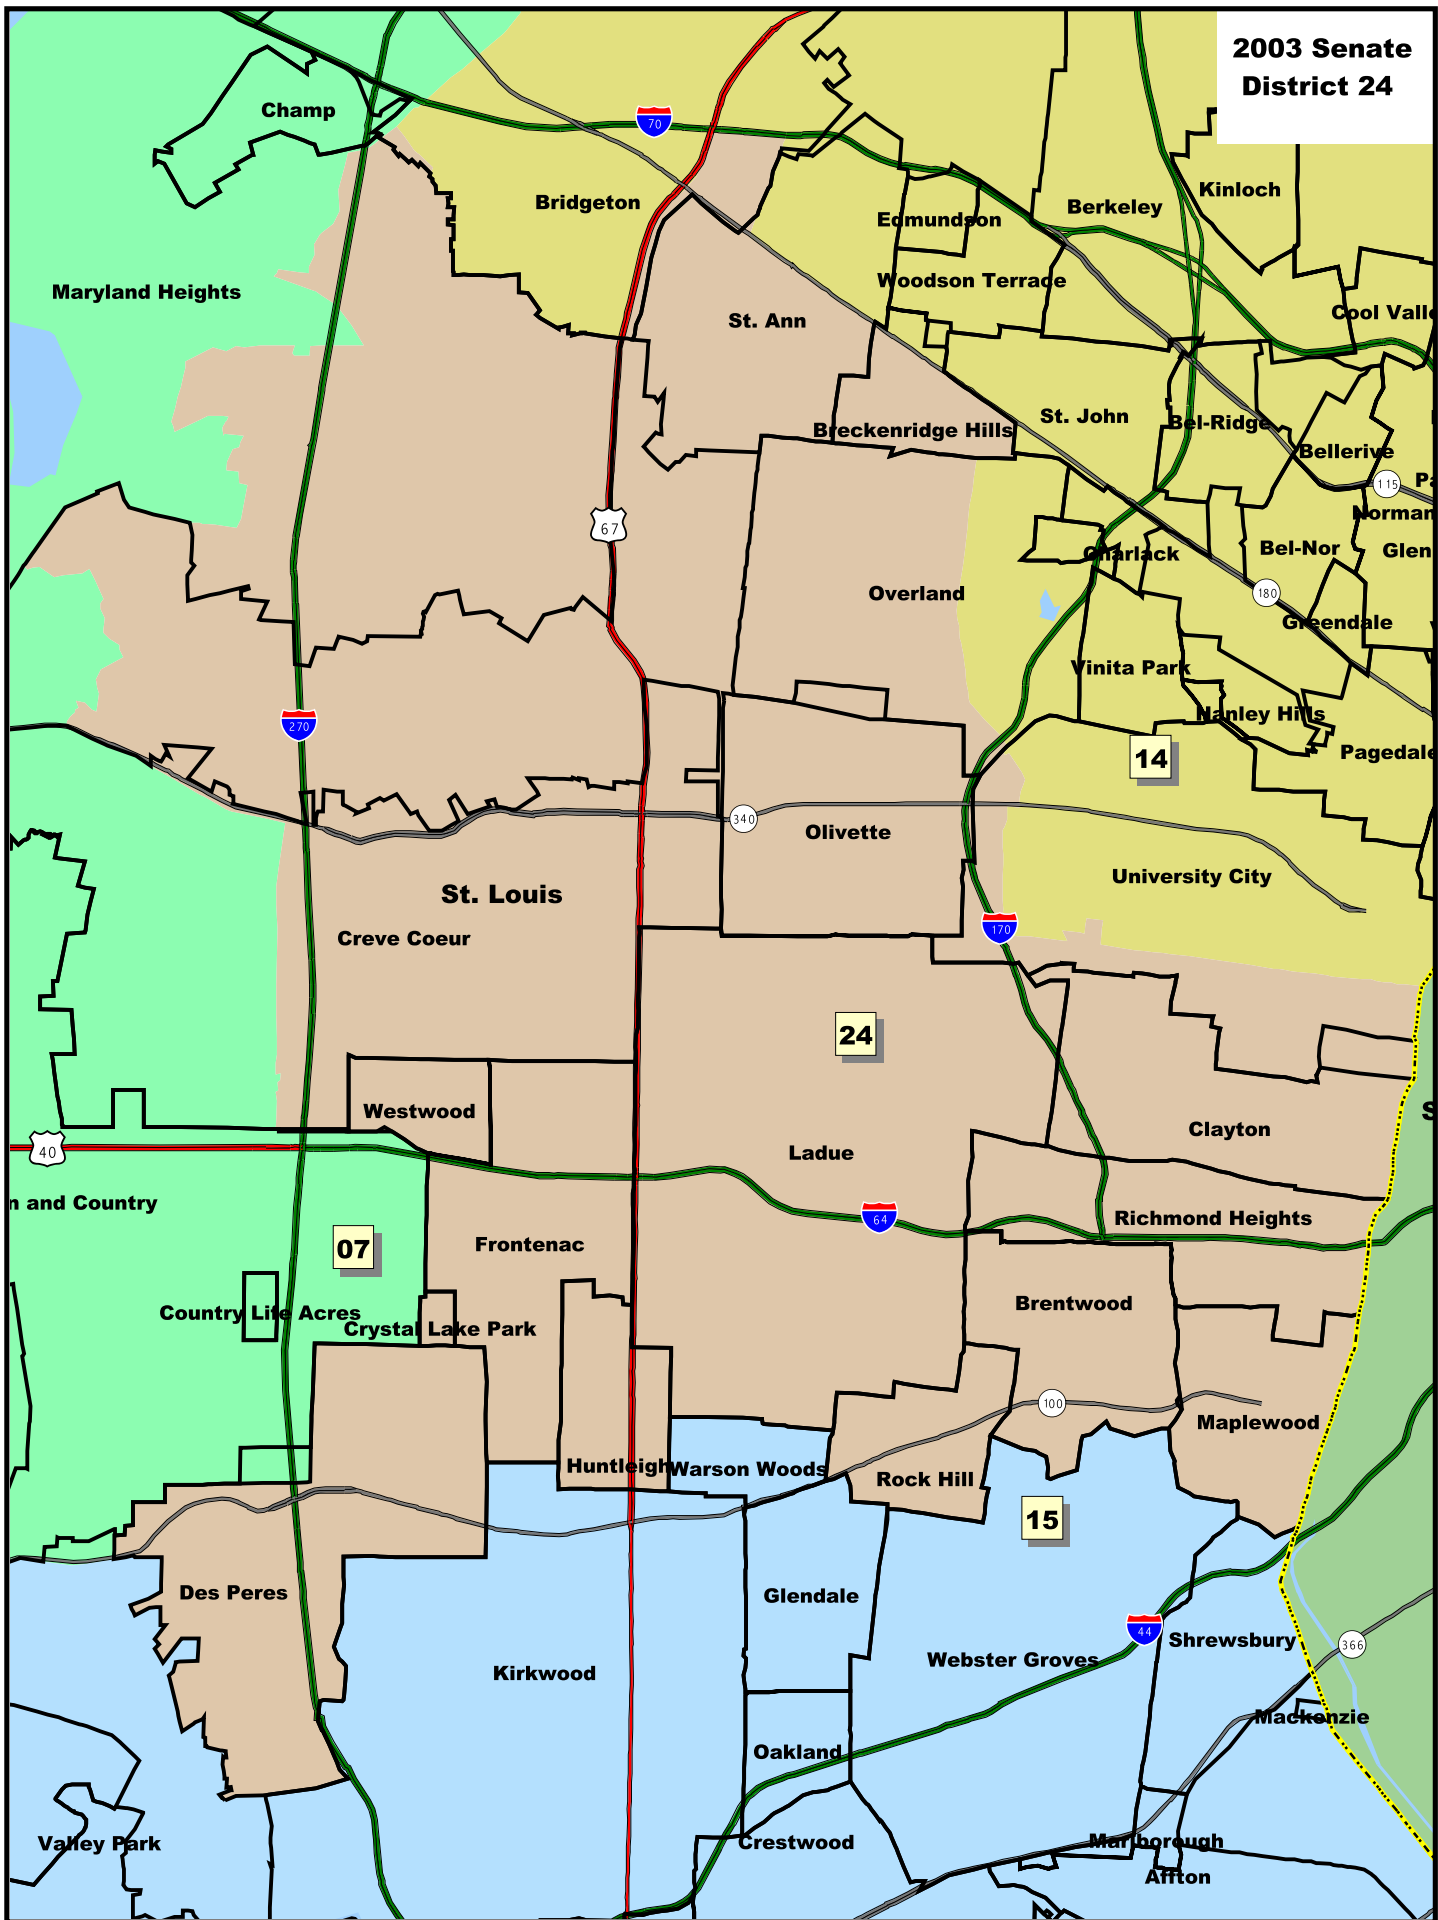 2003 Senate
District 24
Champ
70
Bridgeton
Kinloch
Berkeley
Edmundson
Woodson Terrace
Maryland Heights
St. Ann
Cool Valle
Breckenridge Hills
St. John
Bel-Ridge
Bellerive
115
Pa
Norman
67
Charlack
Bel-Nor
Glen
Overland
180
Greendale
Vinita Park
Hanley Hills
270
14
Pagedale
340
Olivette
University City
St. Louis
Creve Coeur
170
24
S
Westwood
Clayton
40
Ladue
n and Country
64
Richmond Heights
07
Frontenac
Country Life Acres
Crystal Lake Park
Brentwood
100
Maplewood
Huntleigh
Warson Woods
Rock Hill
15
Des Peres
Glendale
44
Shrewsbury
366
Webster Groves
Kirkwood
Mackenzie
Oakland
Valley Park
Crestwood
Marlborough
Affton